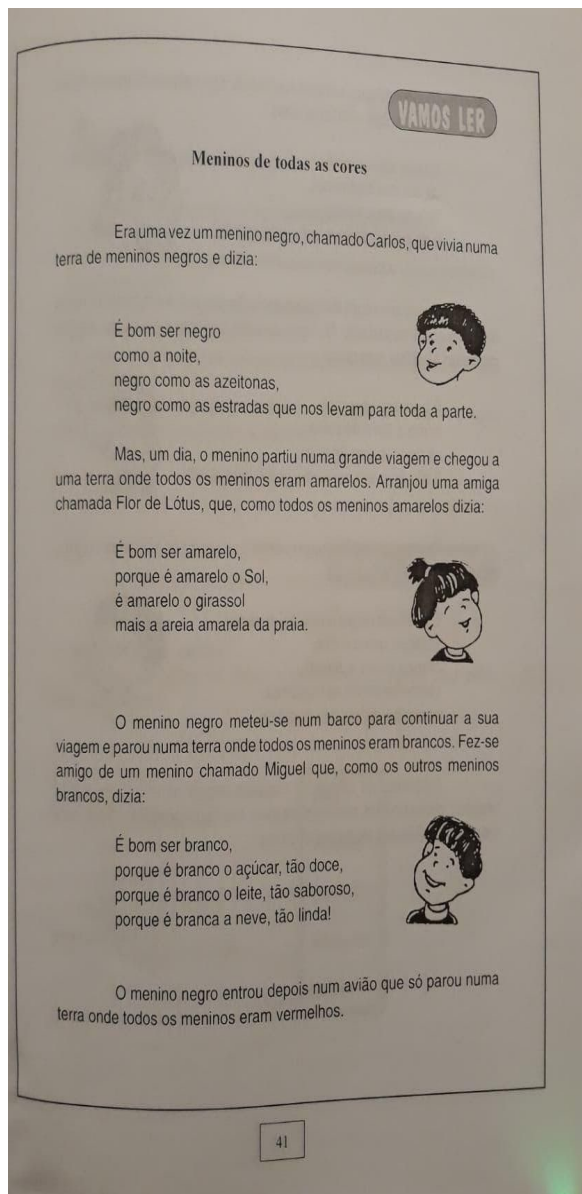 VAMOS LER
Meninos de todas as cores
Era uma vez um menino negro, chamado Carlos, que vivia numa
terra de meninos negros e dizia:
É bom ser negro
como a noite,
negro como as azeitonas,
negro como as estradas que nos levam para toda a parte.
Mas, um dia, o menino partiu numa grande viagem e chegou a
uma terra onde todos os meninos eram amarelos. Arranjou uma amiga
chamada Flor de Lótus, que, como todos os meninos amarelos dizia:
É bom ser amarelo,
porque é amarelo o Sol,
é amarelo o girassol
mais a areia amarela da praia.
O menino negro meteu-se num barco para continuar a sua
viagem e parou numa terra onde todos os meninos eram brancos. Fez-se
amigo de um menino chamado Miguel que, como os outros meninos
brancos, dizia:
É bom ser branco,
porque é branco o açúcar, tão doce,
porque é branco o leite, tão saboroso,
porque é branca a neve, tão linda!
O menino negro entrou depois num avião que só parou numa
terra onde todos os meninos eram vermelhos.
41